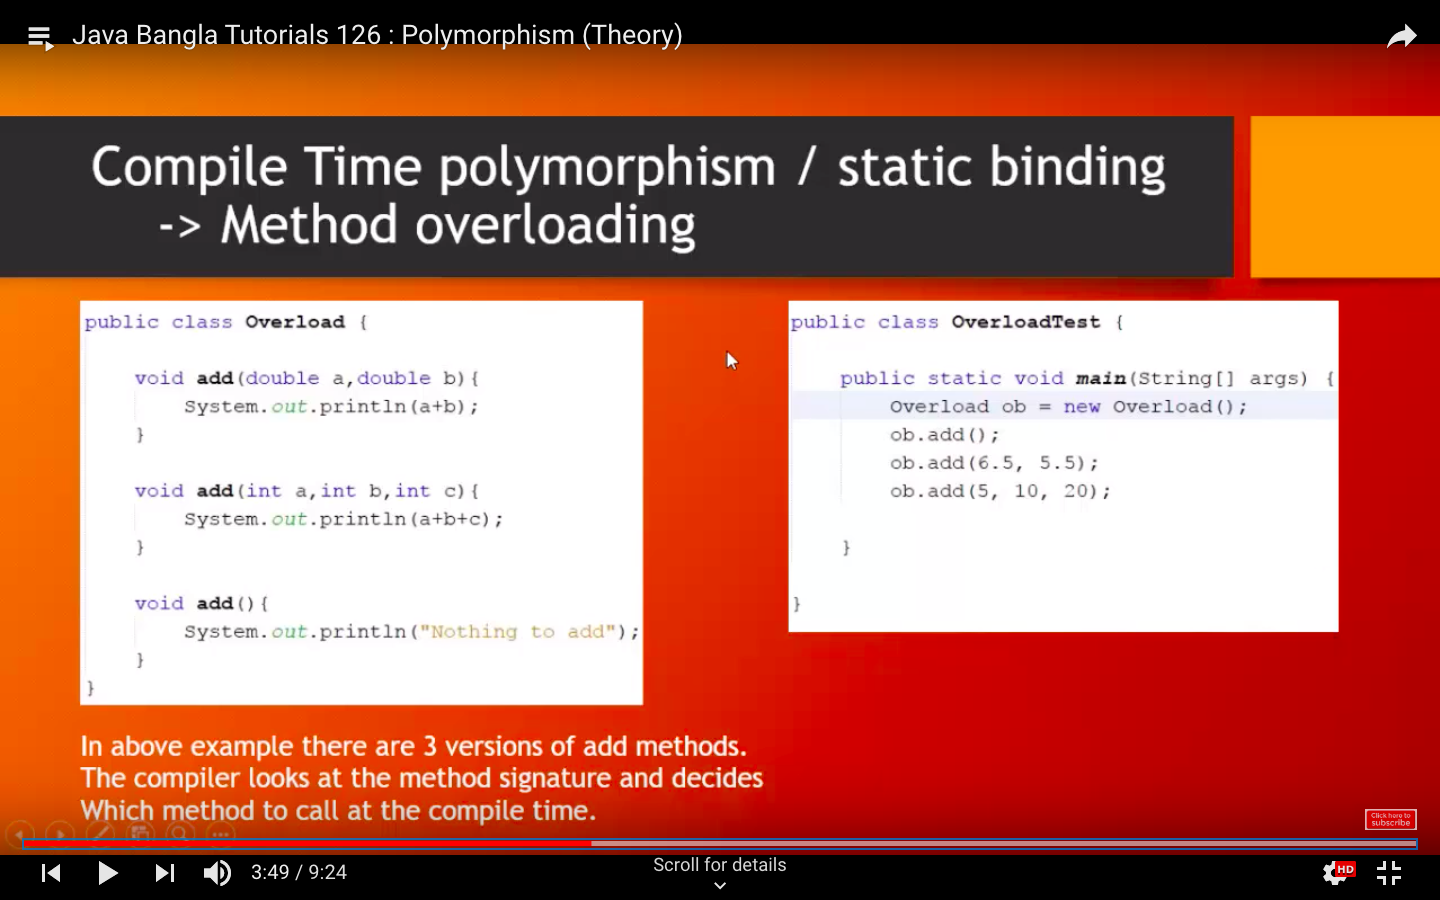 Java Bangla Tutorials 126 : Polymorphism (Theory)
Compile Time polymorphism / static binding
-> Method overloading
public class Overload {
void add(double a,double b){
System.out.println(a+b);
}
void add(int a,int b,int c){
System.out.println(a+b+c);
}
void add(){
System.out.println("Nothing to add");
}
}
public class OverloadTest {
public static void main(String[] args) {
Overload ob = new Overload();
ob.add();
ob.add(6.5, 5.5);
ob.add(5, 10, 20);
}
}
In above example there are 3 versions of add methods.
The compiler looks at the method signature and decides
Which method to call at the compile time.
Click here to
subscribe
3:49 / 9:24
Scroll for details
HD